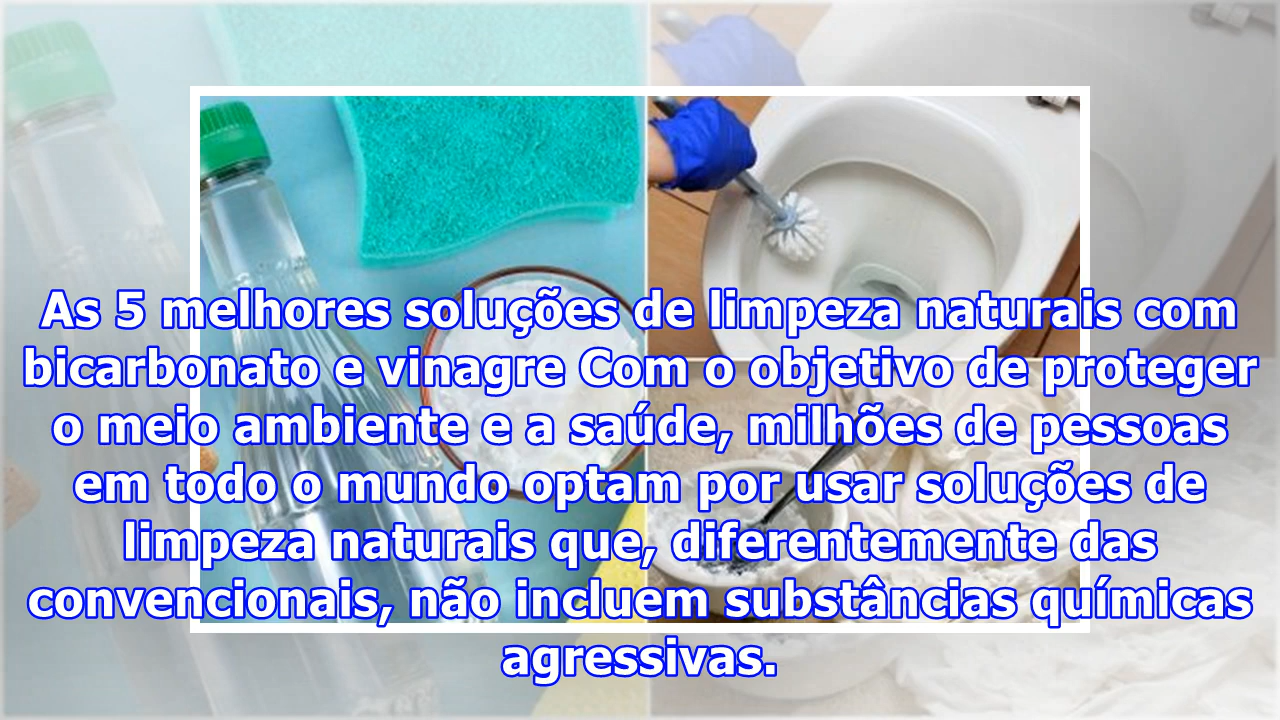 As 5 melhores soluções de limpeza naturais com
bicarbonato e vinagre Com o objetivo de proteger
o meio ambiente e a saúde, milhões de pessoas
em todo o mundo optam por usar soluções de
limpeza naturais que, diferentemente das
convencionais, não incluem substâncias químicas
agressivas.